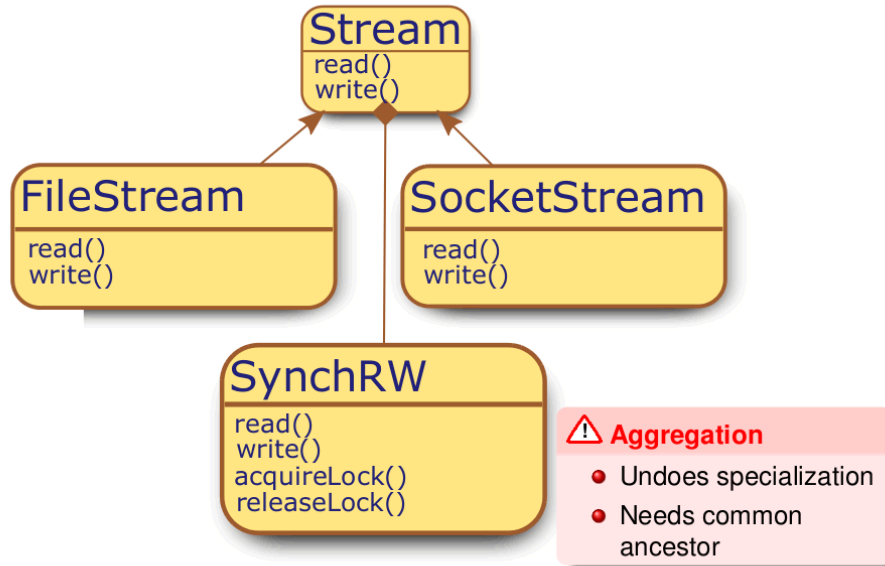 Stream
read()
write()
FileStream
read()
write()
SocketStream
read()
write()
SynchRW
read()
write()
acquireLock()
releaseLock()
Aggregation
Undoes specialization
Needs common
ancestor